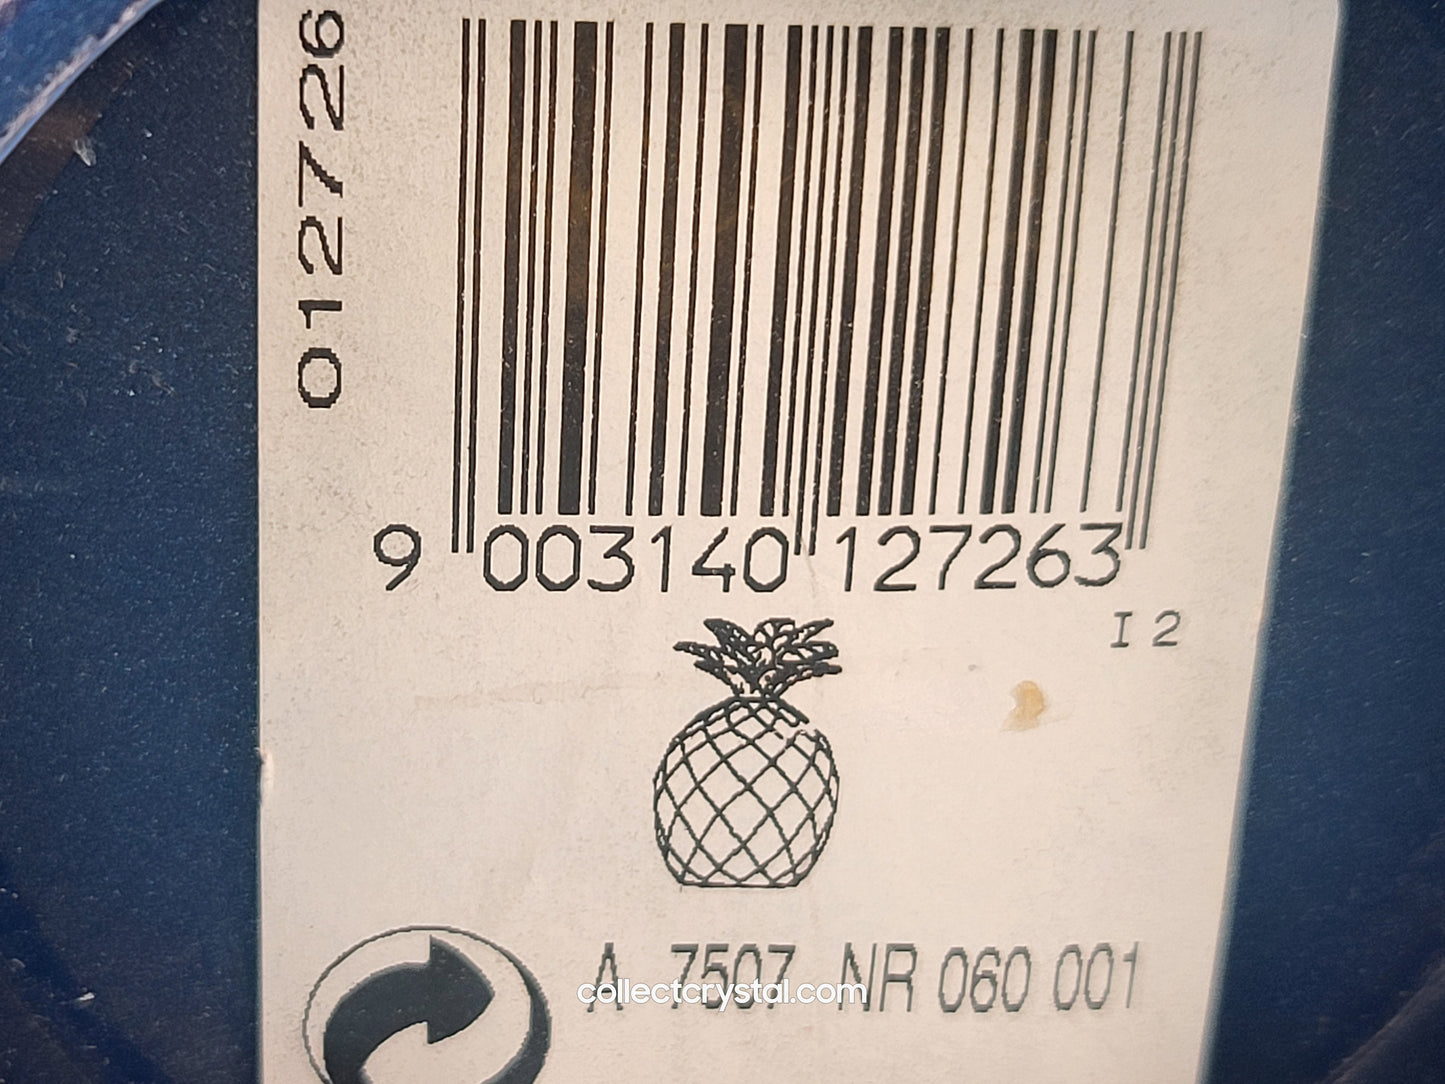 012726
9 003140 127263
I 2
A 7507 NR 060 001
collectcrystal.com